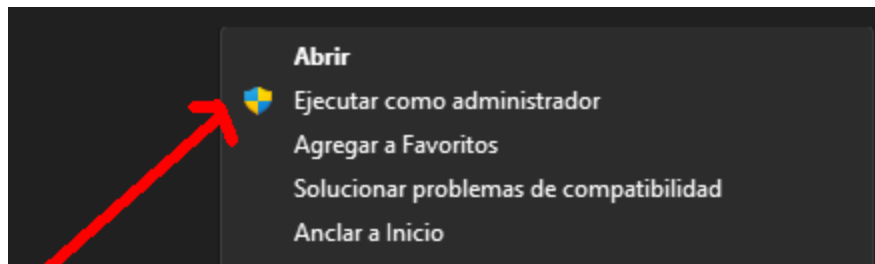 Abrir
Ejecutar como administrador
Agregar a Favoritos
Solucionar problemas de compatibilidad
Anclar a Inicio